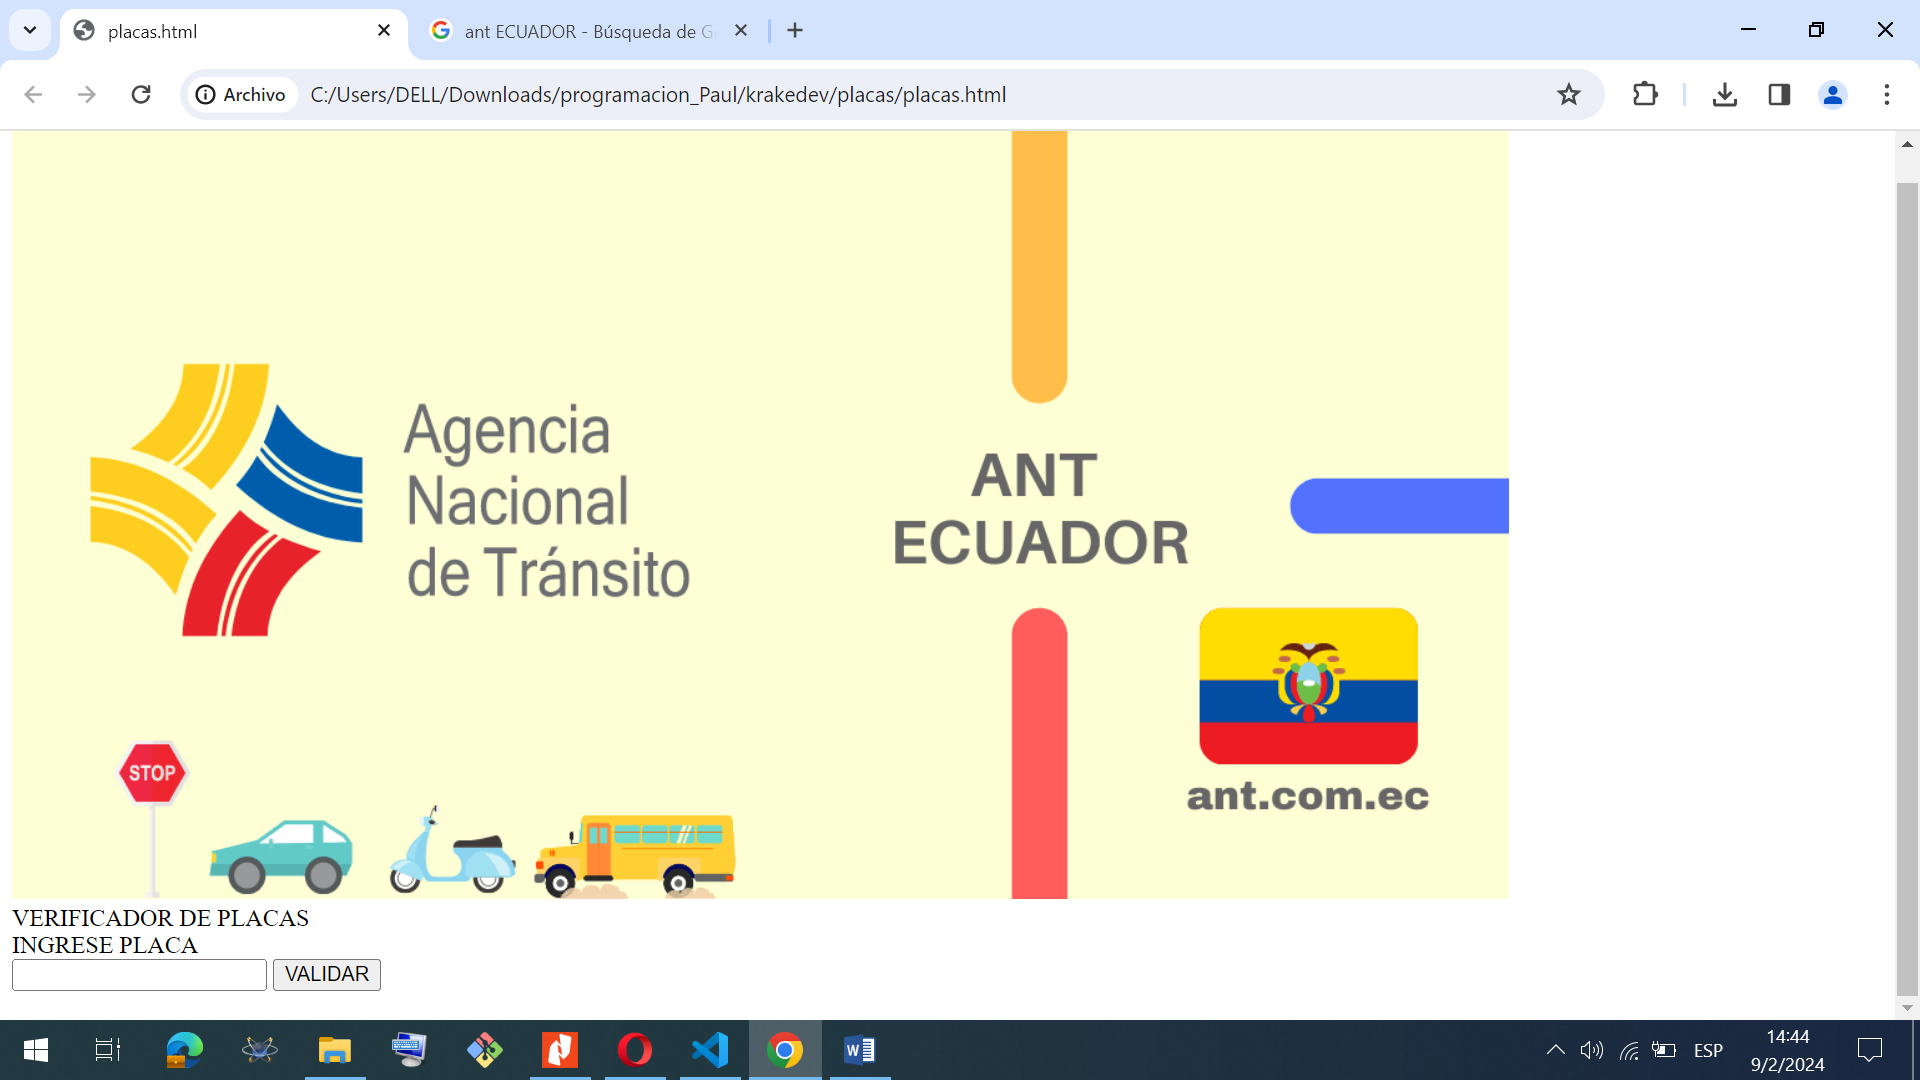 placas.html
ant ECUADOR - Búsqueda de G
Archivo
C:/Users/DELL/Downloads/programacion_Paul/krakedev/placas/placas.html
Agencia
Nacional
de Tránsito
ANT
ECUADOR
STOP
ant.com.ec
VERIFICADOR DE PLACAS
INGRESE PLACA
VALIDAR
ESP
14:44
9/2/2024